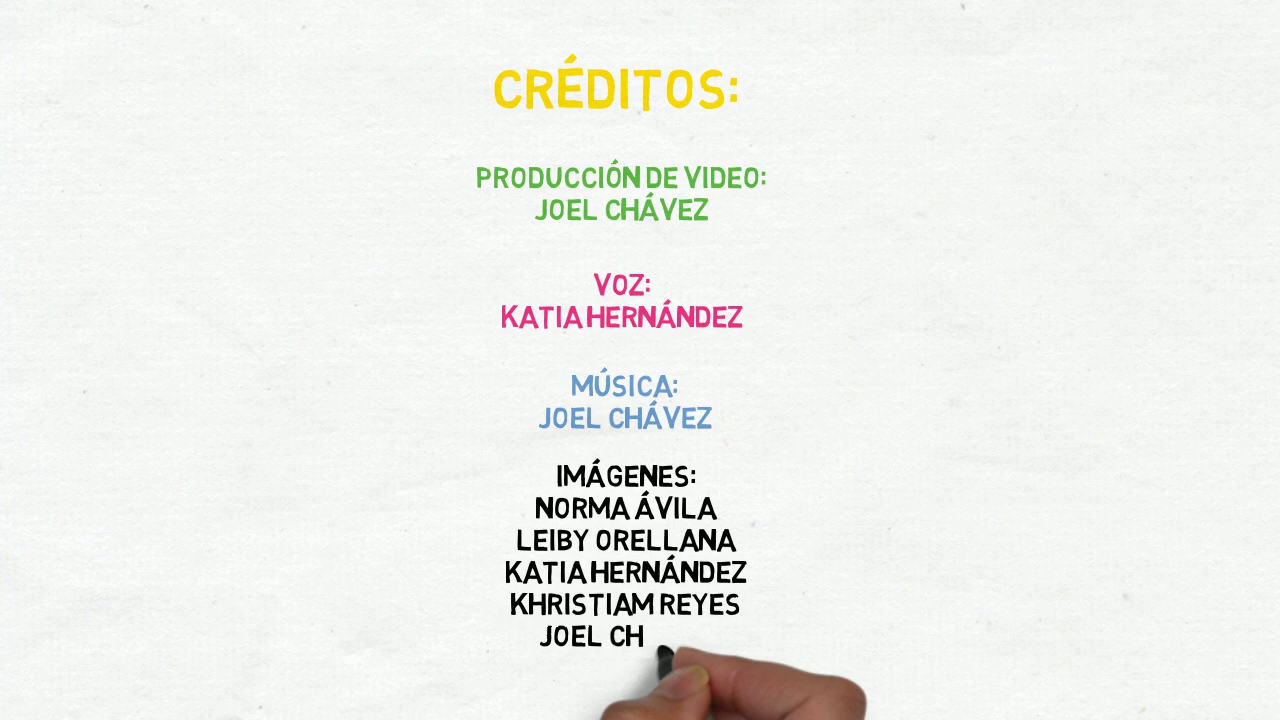 CRÉDITOS:
PRODUCCIÓN DE VIDEO:
JOEL CHÁVEZ
VOZ:
KATIA HERNÁNDEZ
MÚSICA:
JOEL CHÁVEZ
IMÁGENES:
NORMA ÁVILA
LEIBY ORELLANA
KATIA HERNÁNDEZ
KHRISTIAM REYES
JOEL CH